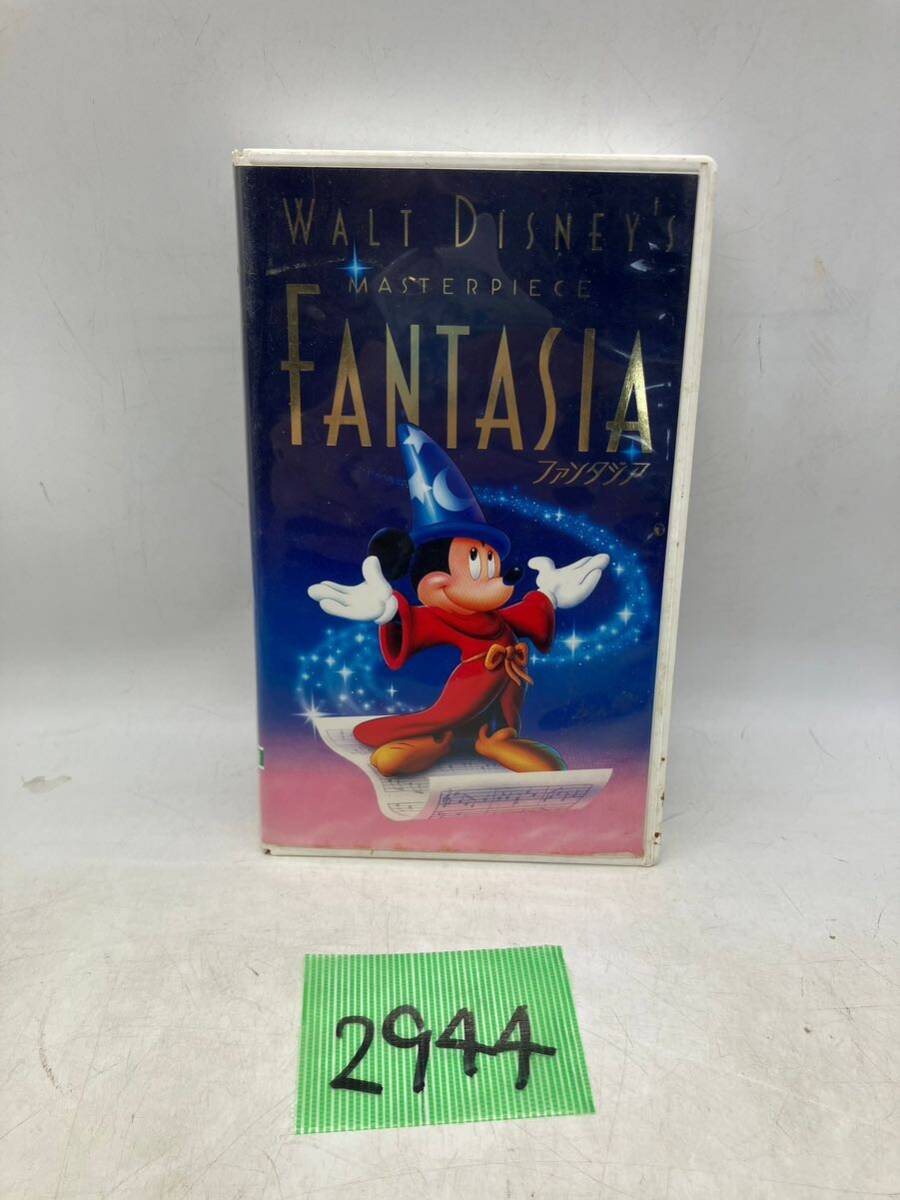 WALT DISNEY'S
MASTERPIECE
FANTASIA
ファンタジア
2944